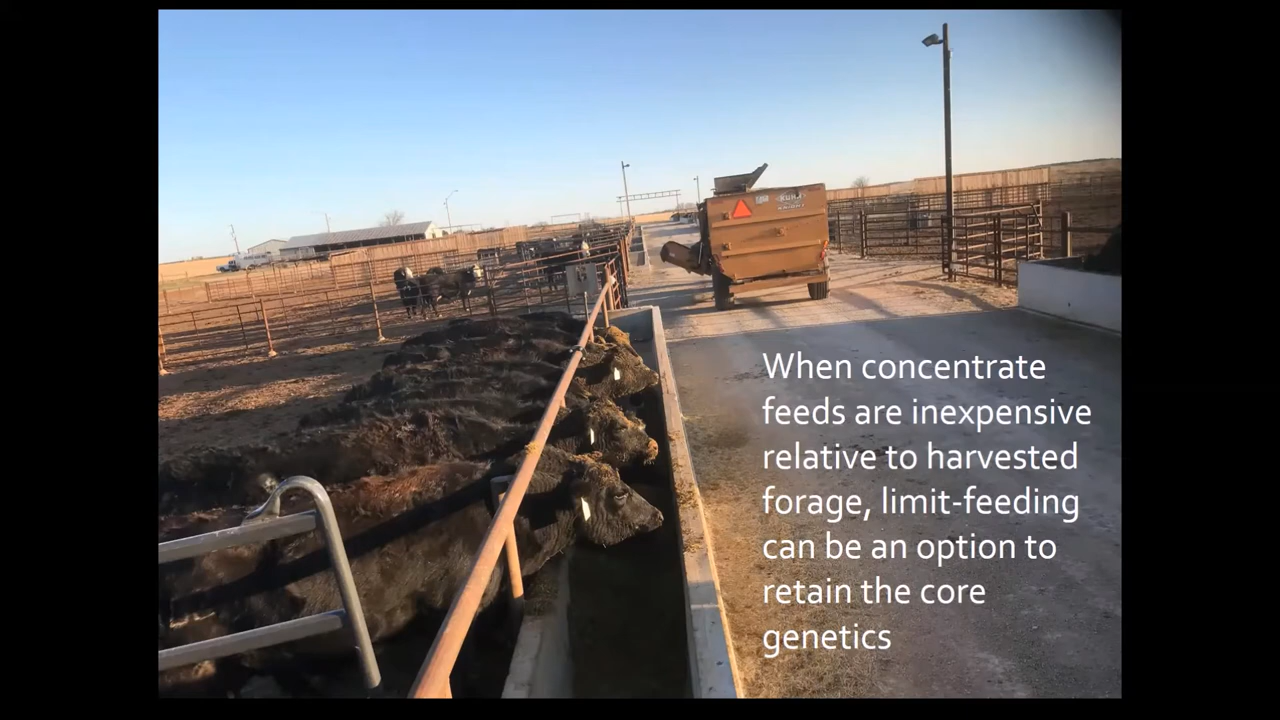 When concentrate
feeds are inexpensive
relative to harvested
forage, limit-feeding
can be an option to
retain the core
genetics
KUHN